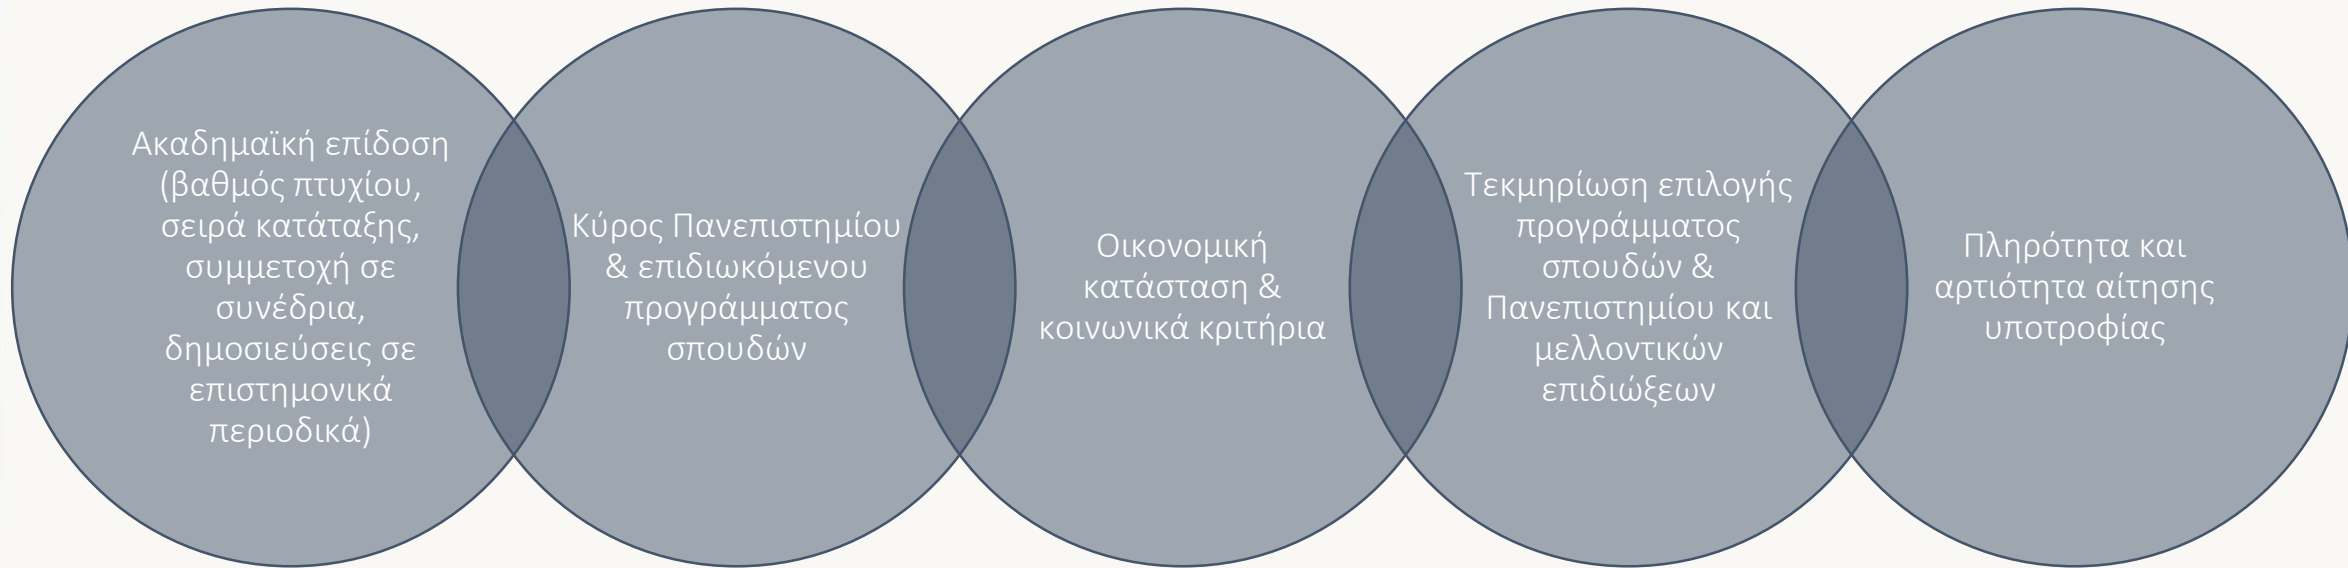 Ακαδημαϊκή επίδοση
(βαθμός πτυχίου,
σειρά κατάταξης,
συμμετοχή σε
συνέδρια,
δημοσιεύσεις σε
επιστημονικά
περιοδικά)
Κύρος Πανεπιστημίου
& επιδιωκόμενου
προγράμματος
σπουδών
Οικονομική
κατάσταση &
κοινωνικά κριτήρια
Τεκμηρίωση επιλογής
προγράμματος
σπουδών &
Πανεπιστημίου και
μελλοντικών
επιδιώξεων
Πληρότητα και
αρτιότητα αίτησης
υποτροφίας